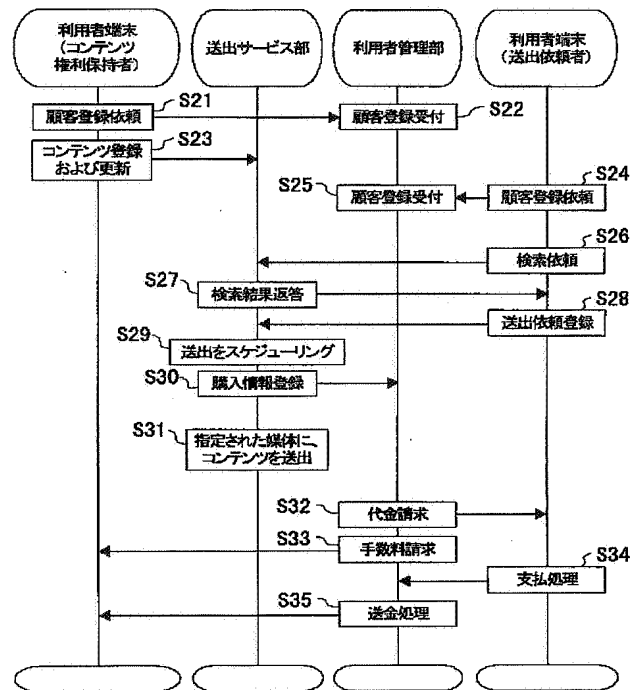 利用者端末
(コンテンツ
権利保持者)
送出サービス部
利用者管理部
利用者端末
(送出依頼者)
顧客登録依頼
S21
顧客登録受付
S22
コンテンツ登録
および更新
S23
S24
S25
顧客登録受付
顧客登録依頼
S26
検索依頼
S27
検索結果返答
S28
送出依頼登録
S29
送出をスケジューリング
S30
購入情報登録
S31
指定された媒体に、
コンテンツを送出
S32
代金請求
S33
手数料請求
S34
支払処理
S35
送金処理